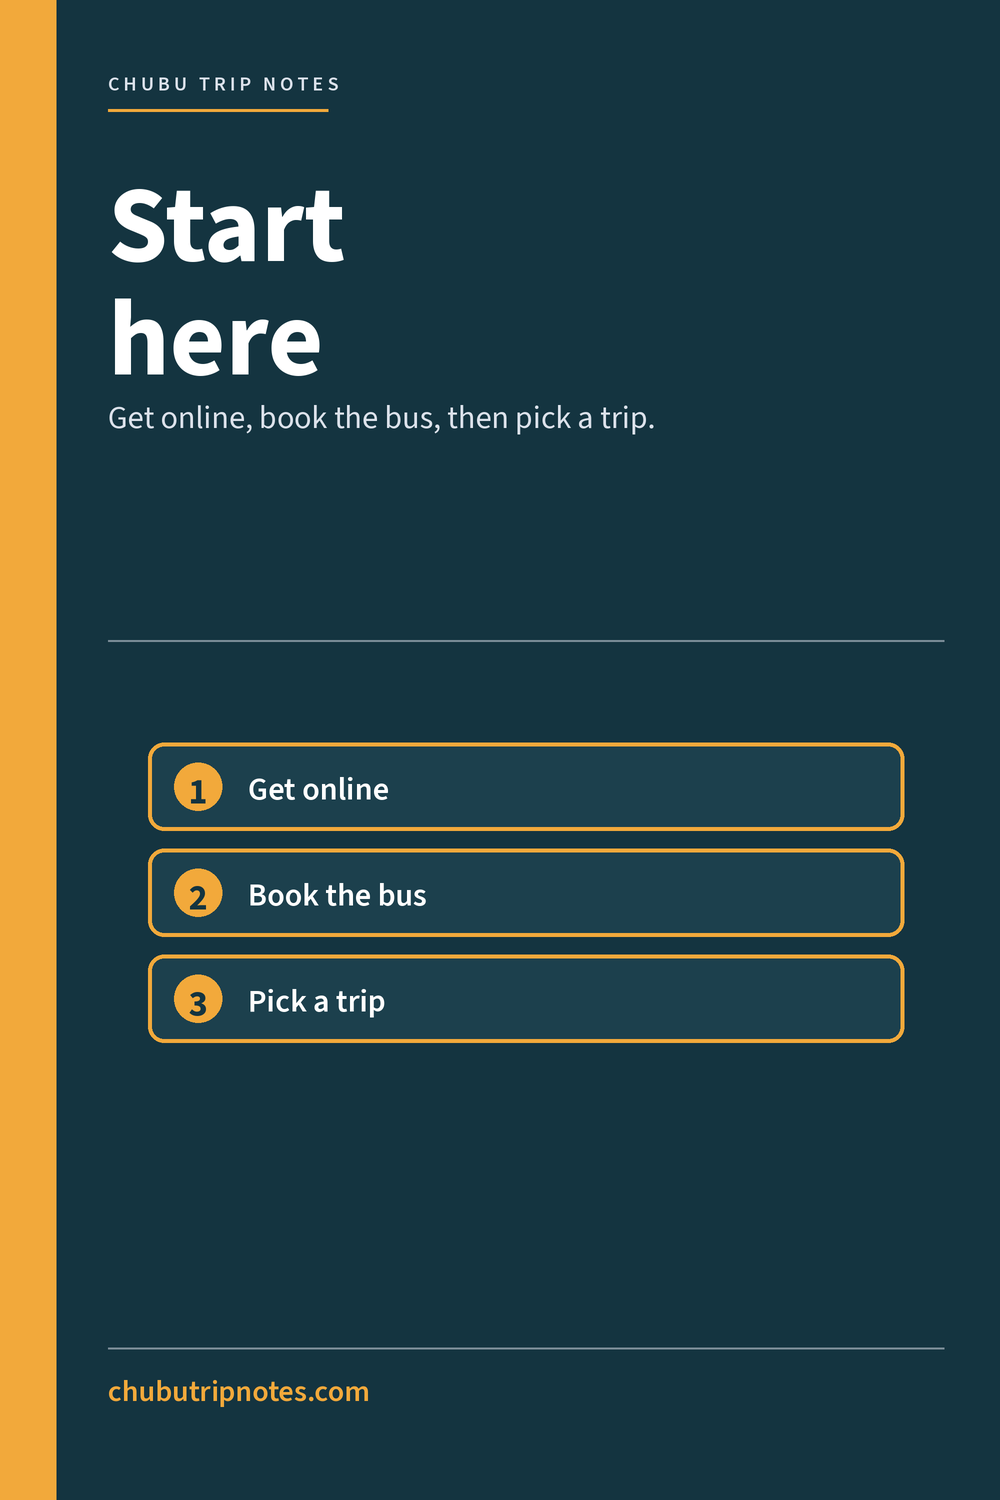 CHUBU TRIP NOTES
Start
here
Get online, book the bus, then pick a trip.
1 Get online
2 Book the bus
3 Pick a trip
chubutripnotes.com